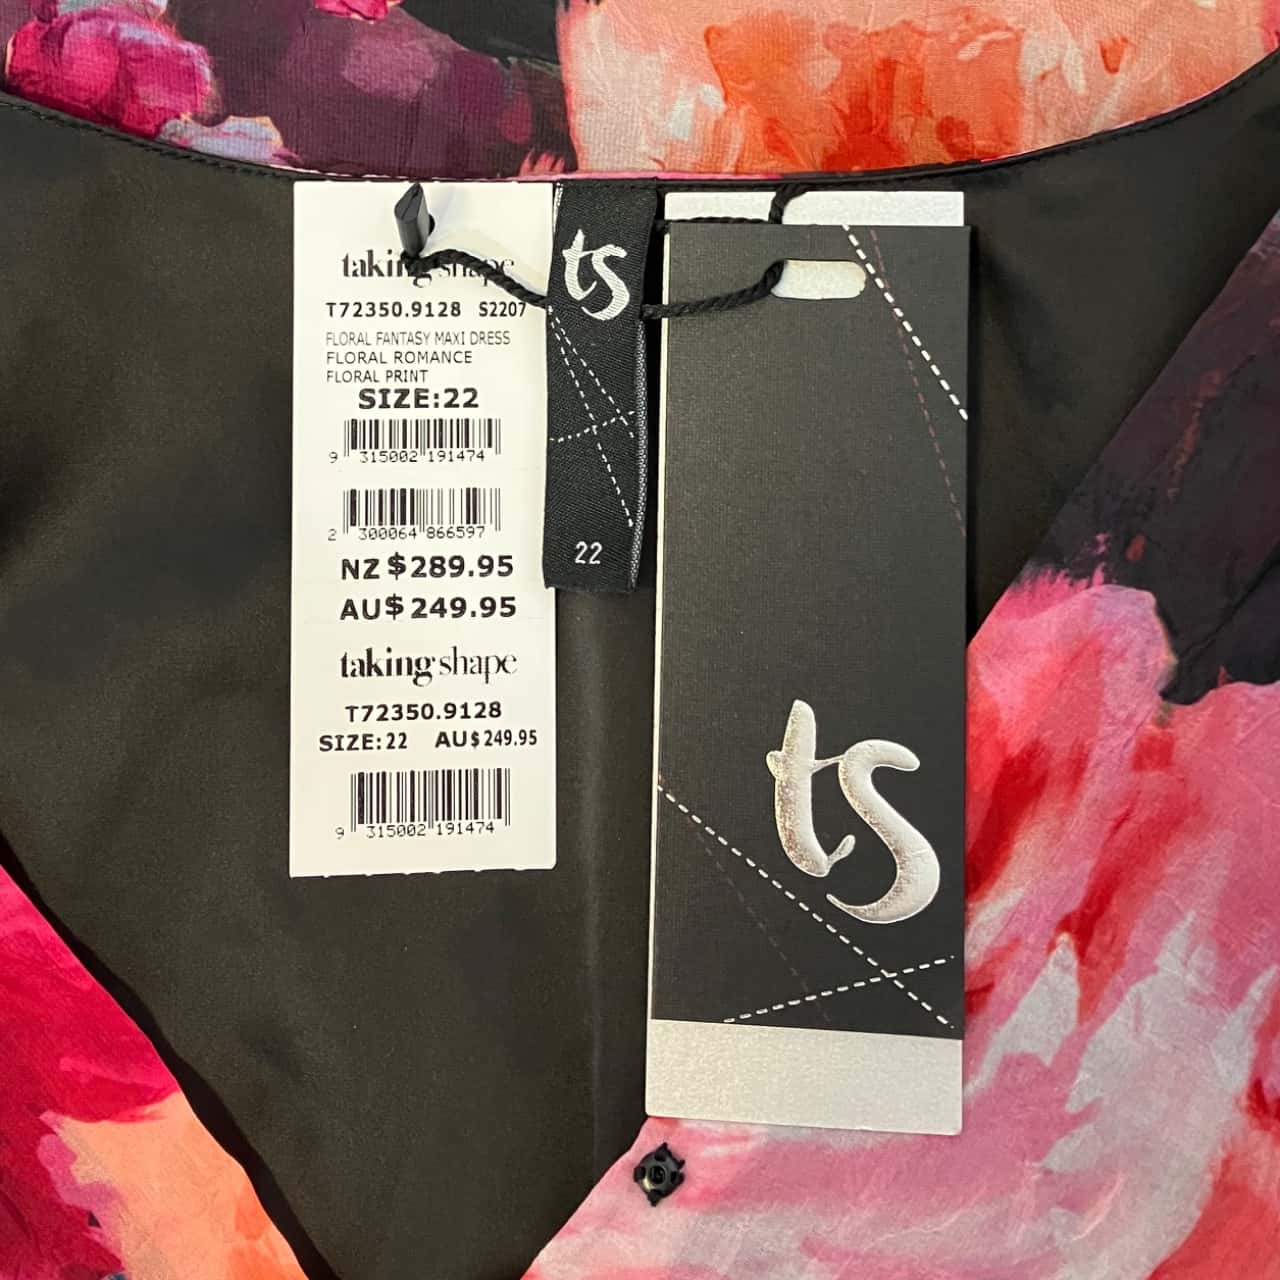 taking shape
T72350.9128 S2207
FLORAL FANTASY MAXI DRESS
FLORAL ROMANCE
FLORAL PRINT
SIZE:22
9 315002 191474
2 300064 866597
NZ $289.95
AU$ 249.95
taking shape
T72350.9128
SIZE: 22 AU$249.95
9 315002 191474
ts
22
ts